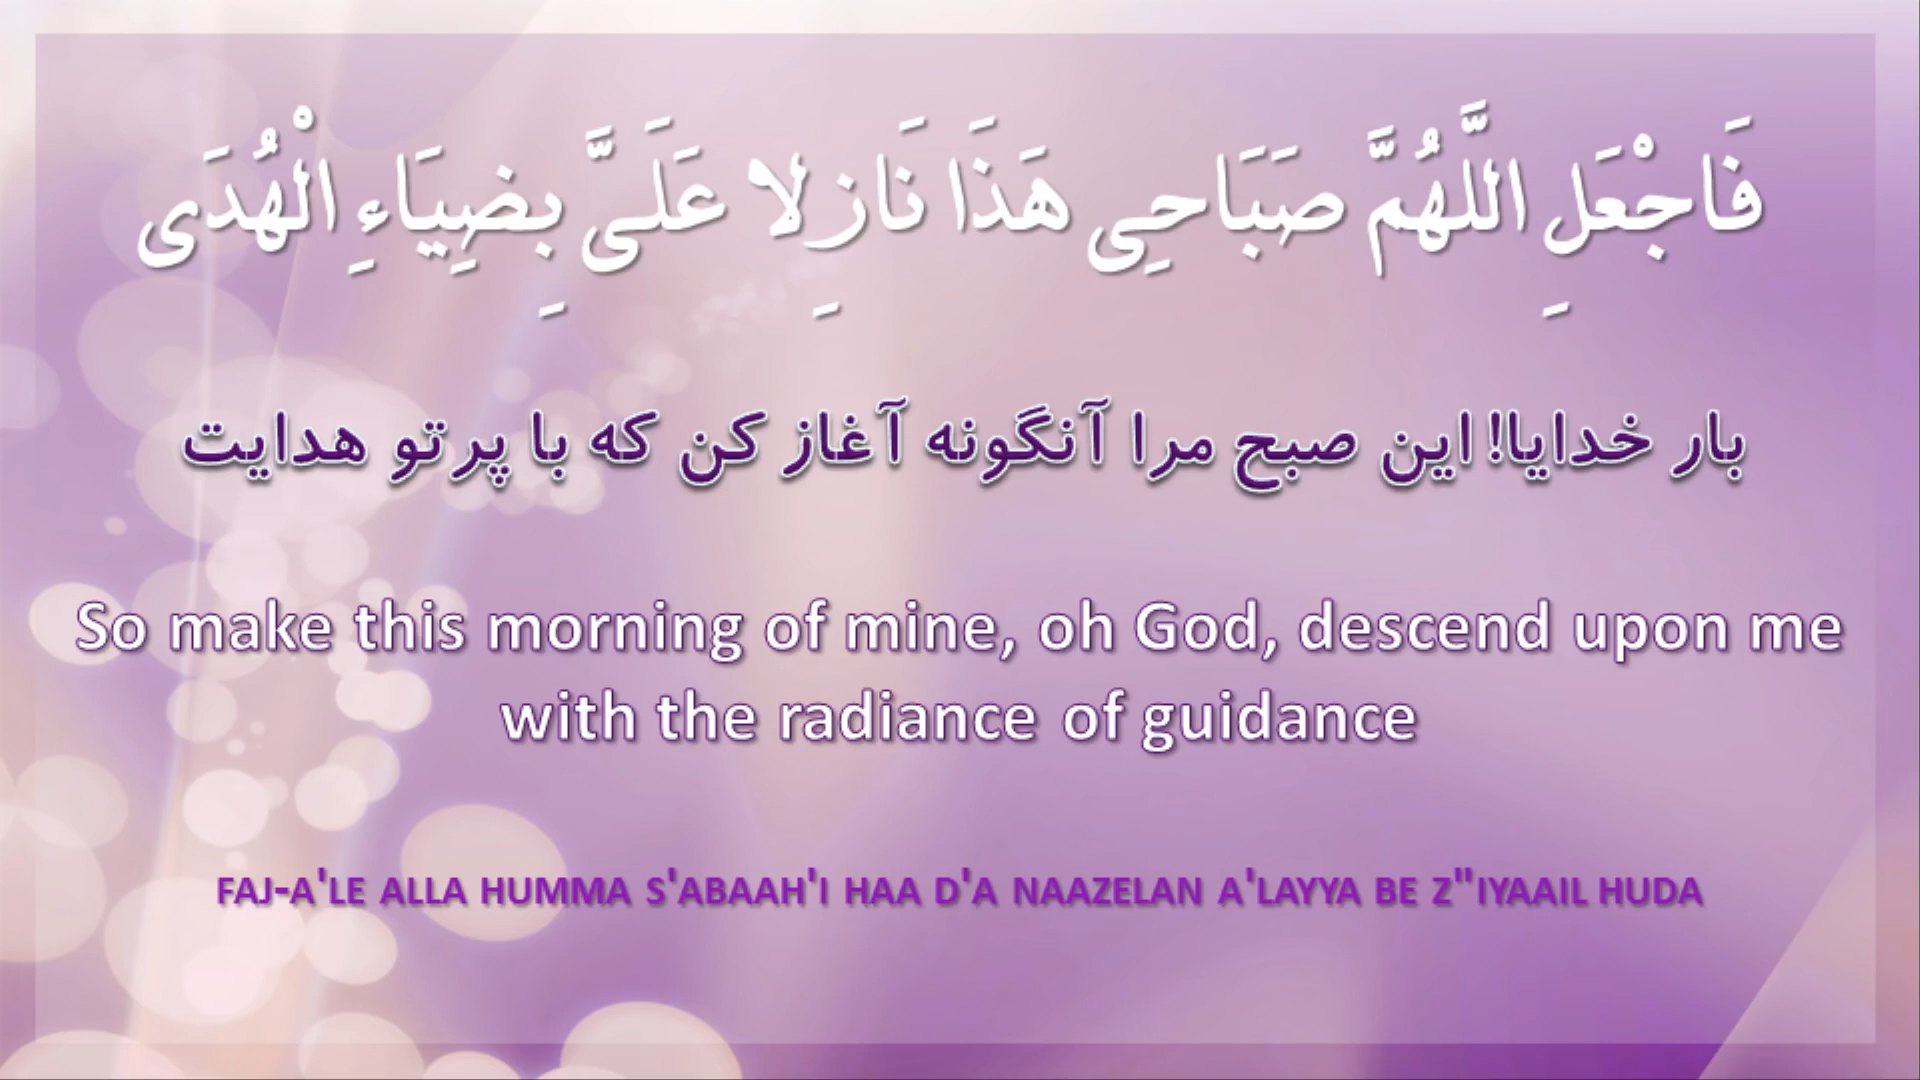 فَاجْعَلِ اللَّهُمَّ صَبَاحِی هَذَا نَازِلا عَلَیَّ بِضِیَاءِ الْهُدَی
بار خدایا! این صبح مرا آنگونه آغاز کن که با پرتو هدایت
So make this morning of mine, oh God, descend upon me
with the radiance of guidance
FAJ-A'LE ALLA HUMMA S'ABAAH'I HAA D'A NAAZELAN A'LAYYA BE Z"IYAAIL HUDA